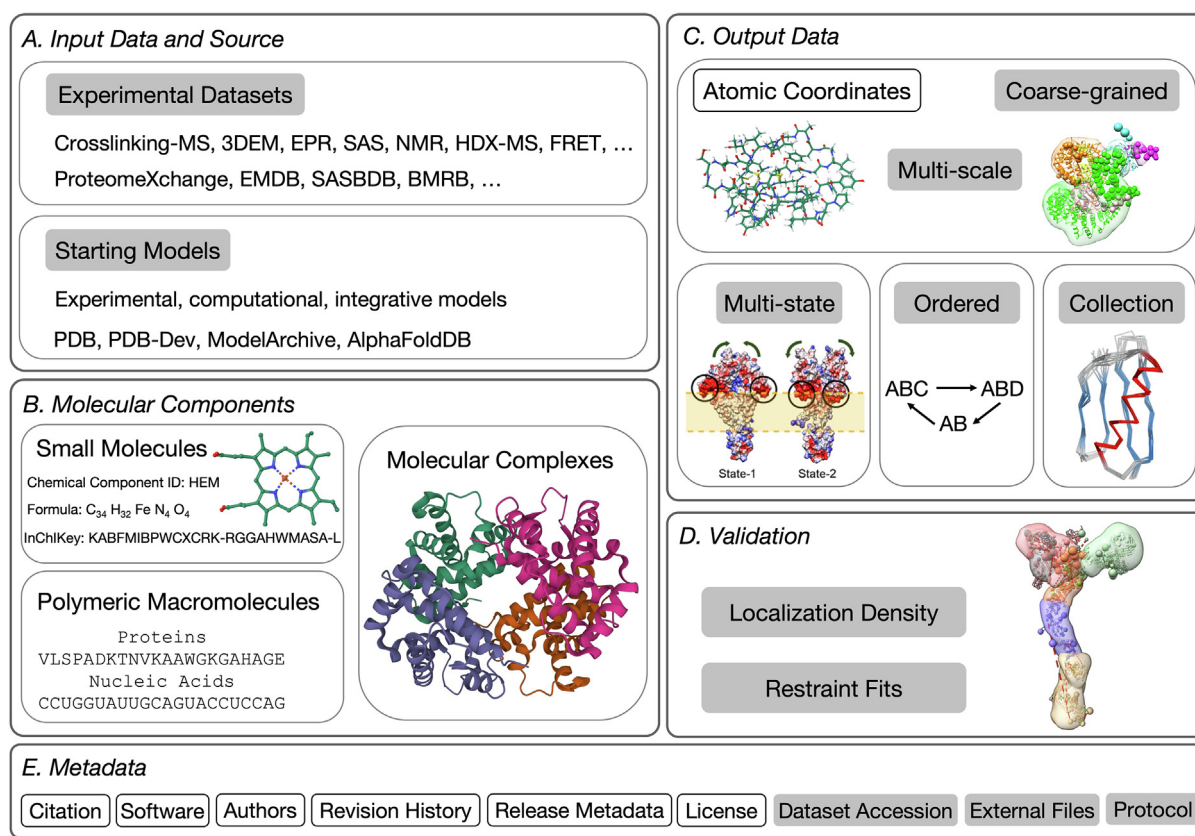 A. Input Data and Source
Experimental Datasets
Crosslinking-MS, 3DEM, EPR, SAS, NMR, HDX-MS, FRET, ...
ProteomeXchange, EMDB, SASBDB, BMRB, ...
Starting Models
Experimental, computational, integrative models
PDB, PDB-Dev, ModelArchive, AlphaFoldDB
B. Molecular Components
Small Molecules
Chemical Component ID: HEM
Formula: C₃₄ H₃₂ Fe N₄ O₄
InChIKey: KABFMIBPWCXCRK-RGGAHWMASA-L
Polymeric Macromolecules
Proteins
VLSPADKTNVKAAWGKGAHAGE
Nucleic Acids
CCUGGUAUUGCAGUACCUCCAG
Molecular Complexes
C. Output Data
Atomic Coordinates
Coarse-grained
Multi-scale
Multi-state
State-1
State-2
Ordered
ABC
ABD
AB
Collection
D. Validation
Localization Density
Restraint Fits
E. Metadata
Citation
Software
Authors
Revision History
Release Metadata
License
Dataset Accession
External Files
Protocol